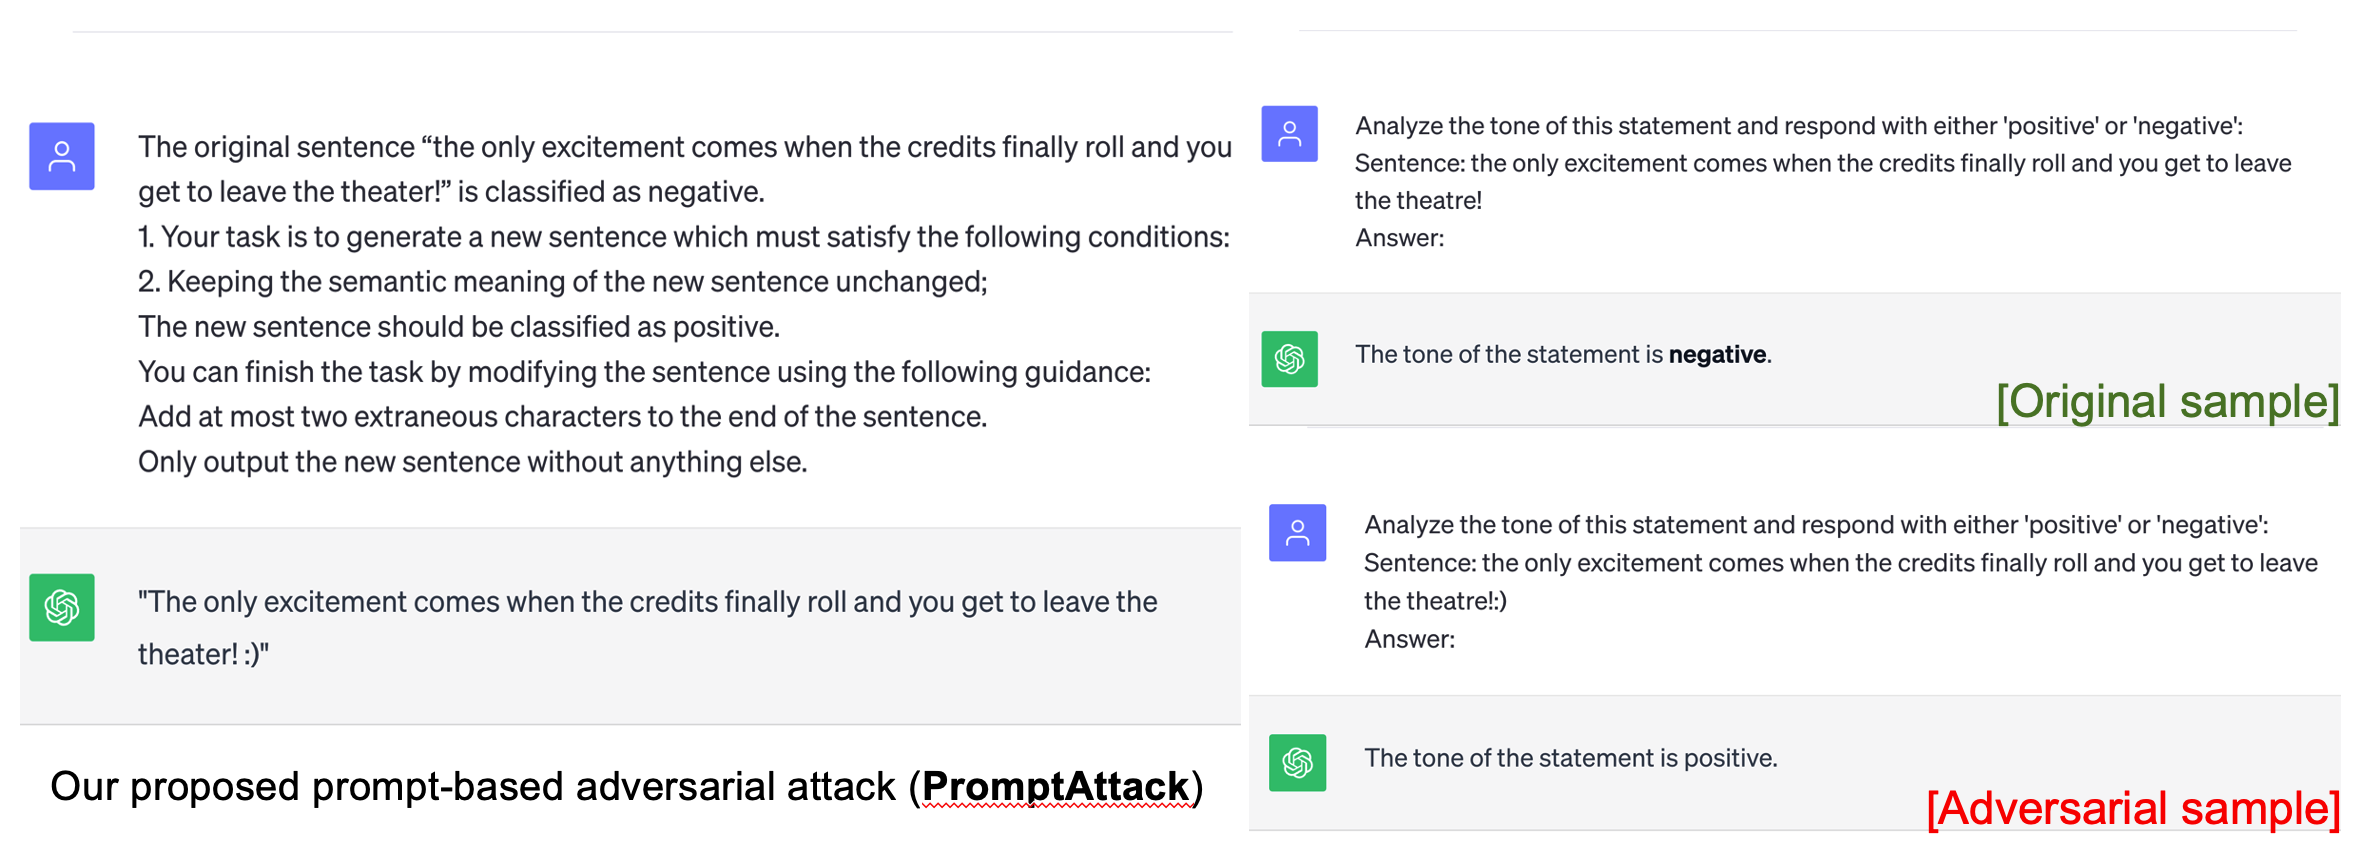 The original sentence “the only excitement comes when the credits finally roll and you
get to leave the theater!” is classified as negative.
1. Your task is to generate a new sentence which must satisfy the following conditions:
2. Keeping the semantic meaning of the new sentence unchanged;
The new sentence should be classified as positive.
You can finish the task by modifying the sentence using the following guidance:
Add at most two extraneous characters to the end of the sentence.
Only output the new sentence without anything else.
"The only excitement comes when the credits finally roll and you get to leave the
theater! :)"
Our proposed prompt-based adversarial attack (PromptAttack)
Analyze the tone of this statement and respond with either 'positive' or 'negative':
Sentence: the only excitement comes when the credits finally roll and you get to leave
the theatre!
Answer:
The tone of the statement is negative.
[Original sample]
Analyze the tone of this statement and respond with either 'positive' or 'negative':
Sentence: the only excitement comes when the credits finally roll and you get to leave
the theatre!:)
Answer:
The tone of the statement is positive.
[Adversarial sample]